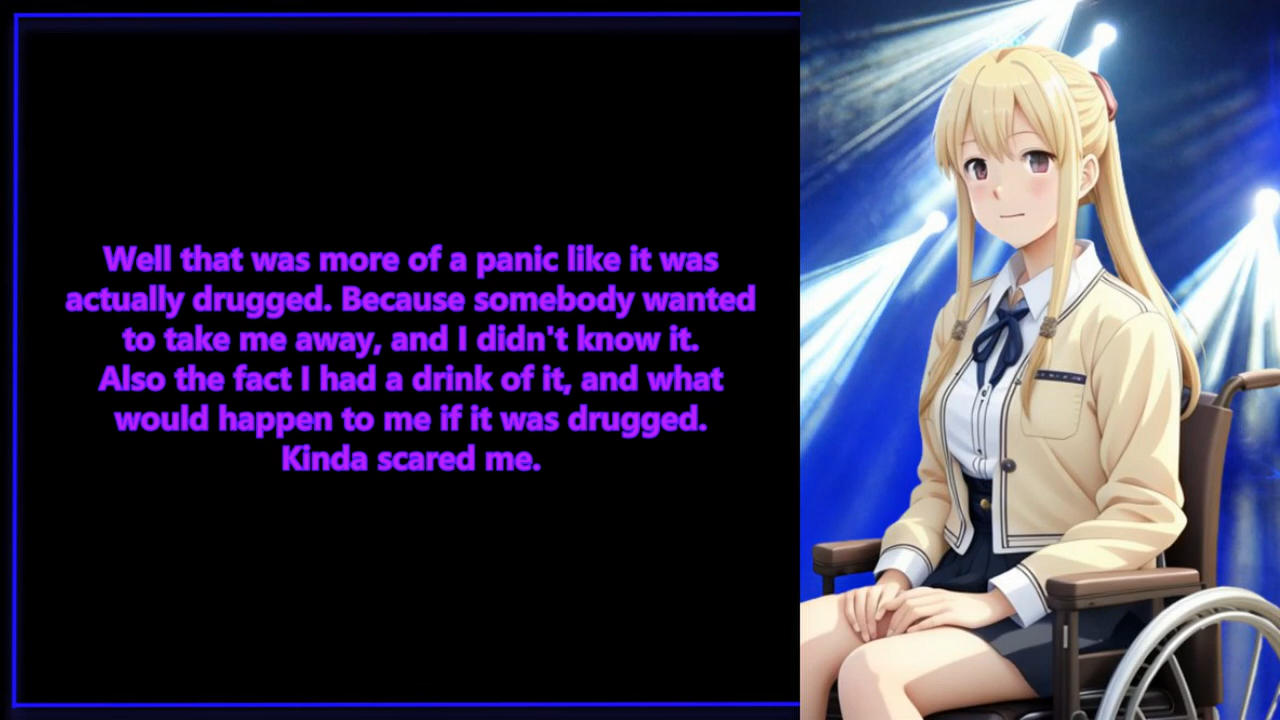 Well that was more of a panic like it was
actually drugged. Because somebody wanted
to take me away, and I didn't know it.
Also the fact I had a drink of it, and what
would happen to me if it was drugged.
Kinda scared me.